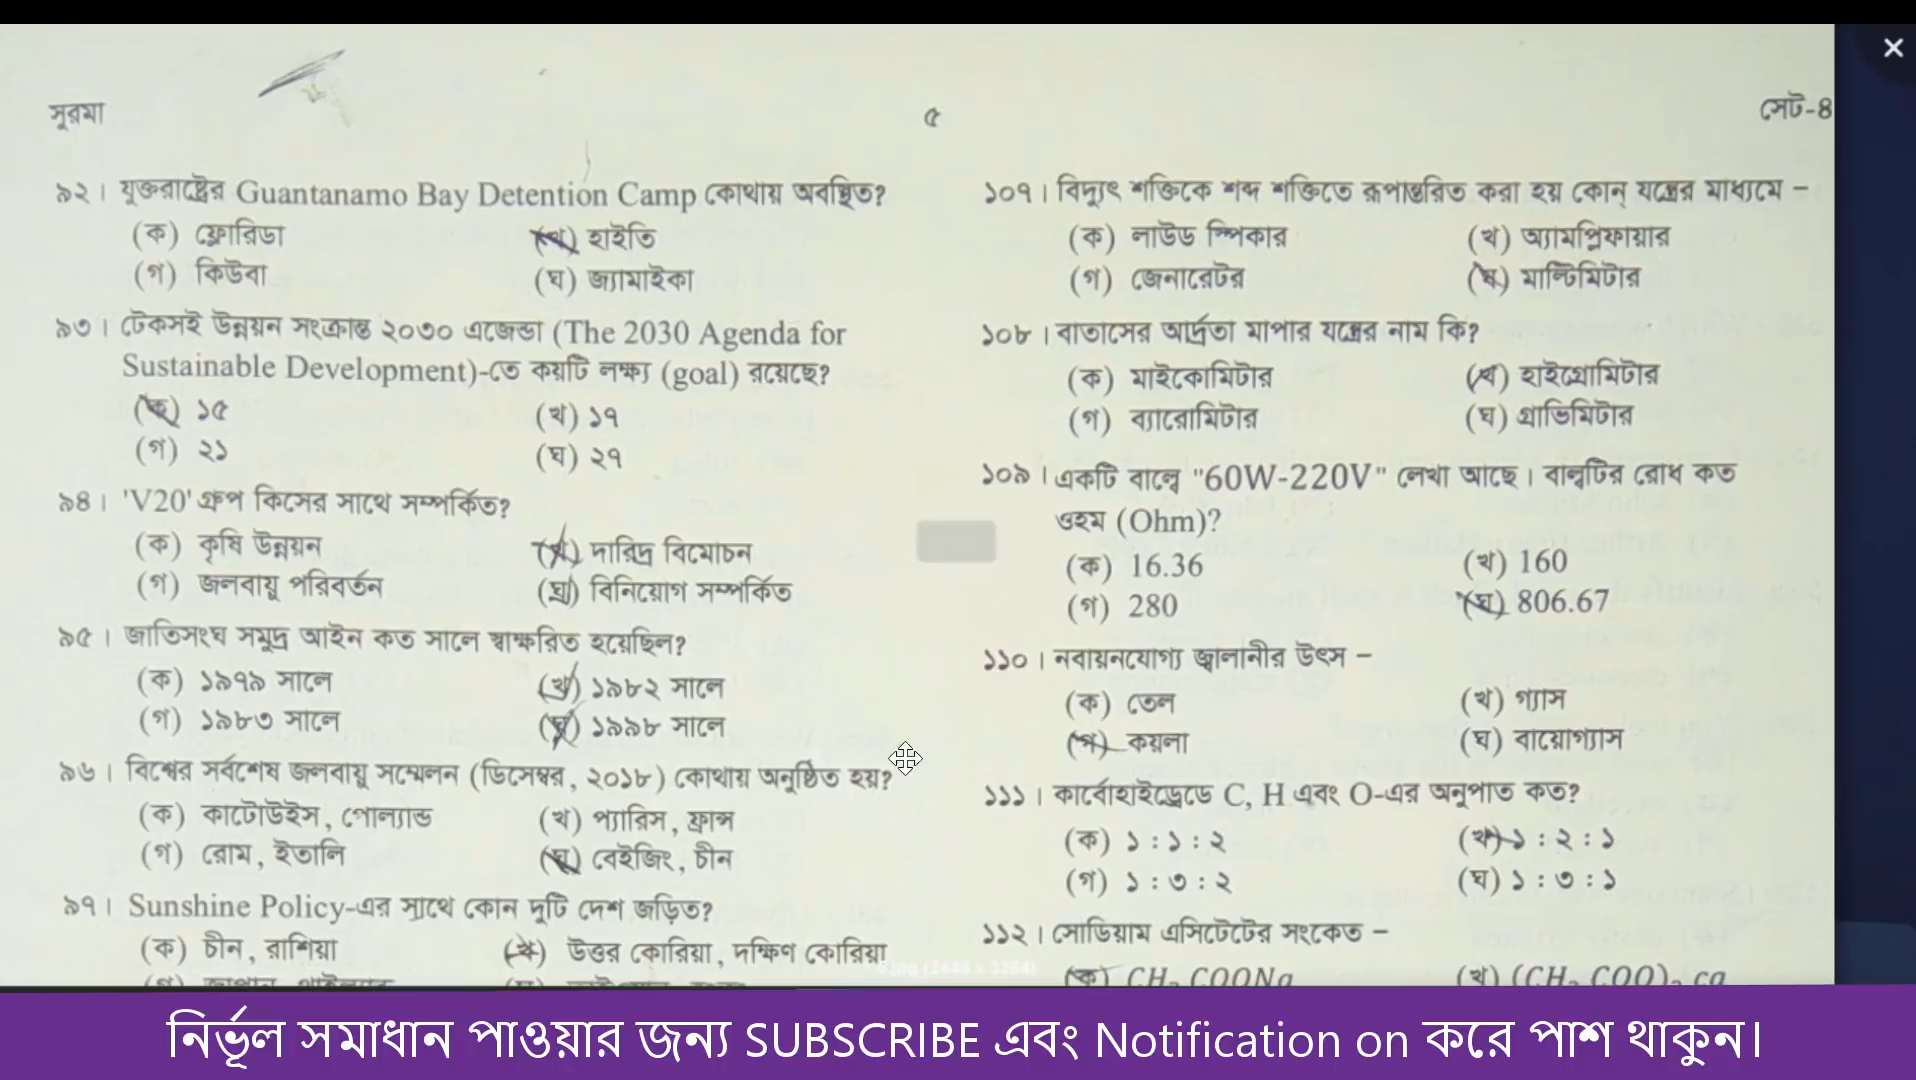 সুরমা
৫
সেট-৪
৯২। যুক্তরাষ্ট্রের Guantanamo Bay Detention Camp কোথায় অবস্থিত?
(ক) ফ্লোরিডা (খ) হাইতি
(গ) কিউবা (ঘ) জ্যামাইকা
৯৩। টেকসই উন্নয়ন সংক্রান্ত ২০৩০ এজেন্ডা (The 2030 Agenda for
Sustainable Development)-তে কয়টি লক্ষ্য (goal) রয়েছে?
(ক) ১৫ (খ) ১৭
(গ) ২১ (ঘ) ২৭
৯৪। 'V20' গ্রুপ কিসের সাথে সম্পর্কিত?
(ক) কৃষি উন্নয়ন (খ) দারিদ্র বিমোচন
(গ) জলবায়ু পরিবর্তন (ঘ) বিনিয়োগ সম্পর্কিত
৯৫। জাতিসংঘ সমুদ্র আইন কত সালে স্বাক্ষরিত হয়েছিল?
(ক) ১৯৭৯ সালে (খ) ১৯৮২ সালে
(গ) ১৯৮৩ সালে (ঘ) ১৯৯৮ সালে
৯৬। বিশ্বের সর্বশেষ জলবায়ু সম্মেলন (ডিসেম্বর, ২০১৮) কোথায় অনুষ্ঠিত হয়?
(ক) কাটোউইস, পোল্যান্ড (খ) প্যারিস, ফ্রান্স
(গ) রোম, ইতালি (ঘ) বেইজিং, চীন
৯৭। Sunshine Policy-এর সাথে কোন দুটি দেশ জড়িত?
(ক) চীন, রাশিয়া (খ) উত্তর কোরিয়া, দক্ষিণ কোরিয়া
১০৭। বিদ্যুৎ শক্তিকে শব্দ শক্তিতে রূপান্তরিত করা হয় কোন্ যন্ত্রের মাধ্যমে –
(ক) লাউড স্পিকার (খ) অ্যামপ্লিফায়ার
(গ) জেনারেটর (ঘ) মাল্টিমিটার
১০৮। বাতাসের আর্দ্রতা মাপার যন্ত্রের নাম কি?
(ক) মাইকোমিটার (খ) হাইগ্রোমিটার
(গ) ব্যারোমিটার (ঘ) গ্রাভিমিটার
১০৯। একটি বাল্বে "60W-220V" লেখা আছে। বাল্বটির রোধ কত
ওহম (Ohm)?
(ক) 16.36 (খ) 160
(গ) 280 (ঘ) 806.67
১১০। নবায়নযোগ্য জ্বালানীর উৎস –
(ক) তেল (খ) গ্যাস
(গ) কয়লা (ঘ) বায়োগ্যাস
১১১। কার্বোহাইড্রেডে C, H এবং O-এর অনুপাত কত?
(ক) ১ : ১ : ২ (খ) ১ : ২ : ১
(গ) ১ : ৩ : ২ (ঘ) ১ : ৩ : ১
১১২। সোডিয়াম এসিটেটের সংকেত –
(ক) CH₃COONa (খ) (CH₃COO)₂ca
নির্ভূল সমাধান পাওয়ার জন্য SUBSCRIBE এবং Notification on করে পাশ থাকুন।